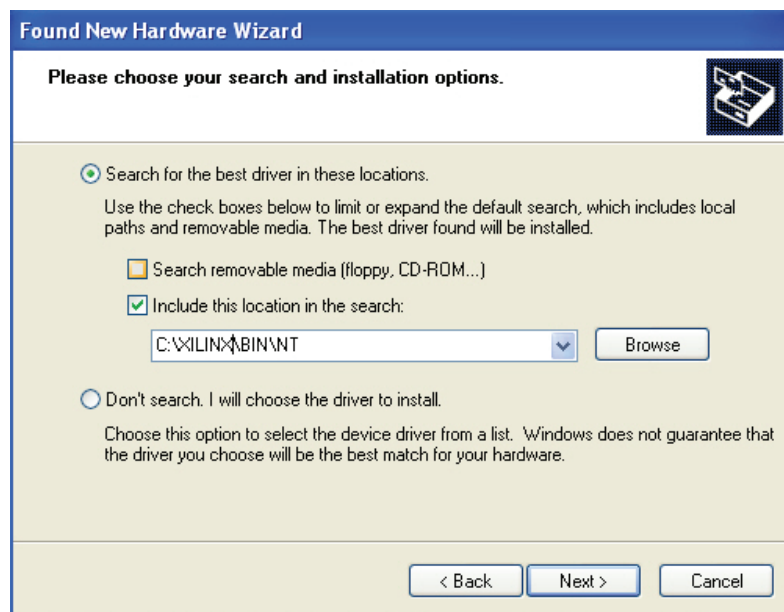 Found New Hardware Wizard
Please choose your search and installation options.
Search for the best driver in these locations.
Use the check boxes below to limit or expand the default search, which includes local
paths and removable media. The best driver found will be installed.
Search removable media (floppy, CD-ROM...)
Include this location in the search:
C:\XILINX\BIN\NT
Browse
Don't search. I will choose the driver to install.
Choose this option to select the device driver from a list. Windows does not guarantee that
the driver you choose will be the best match for your hardware.
< Back Next > Cancel